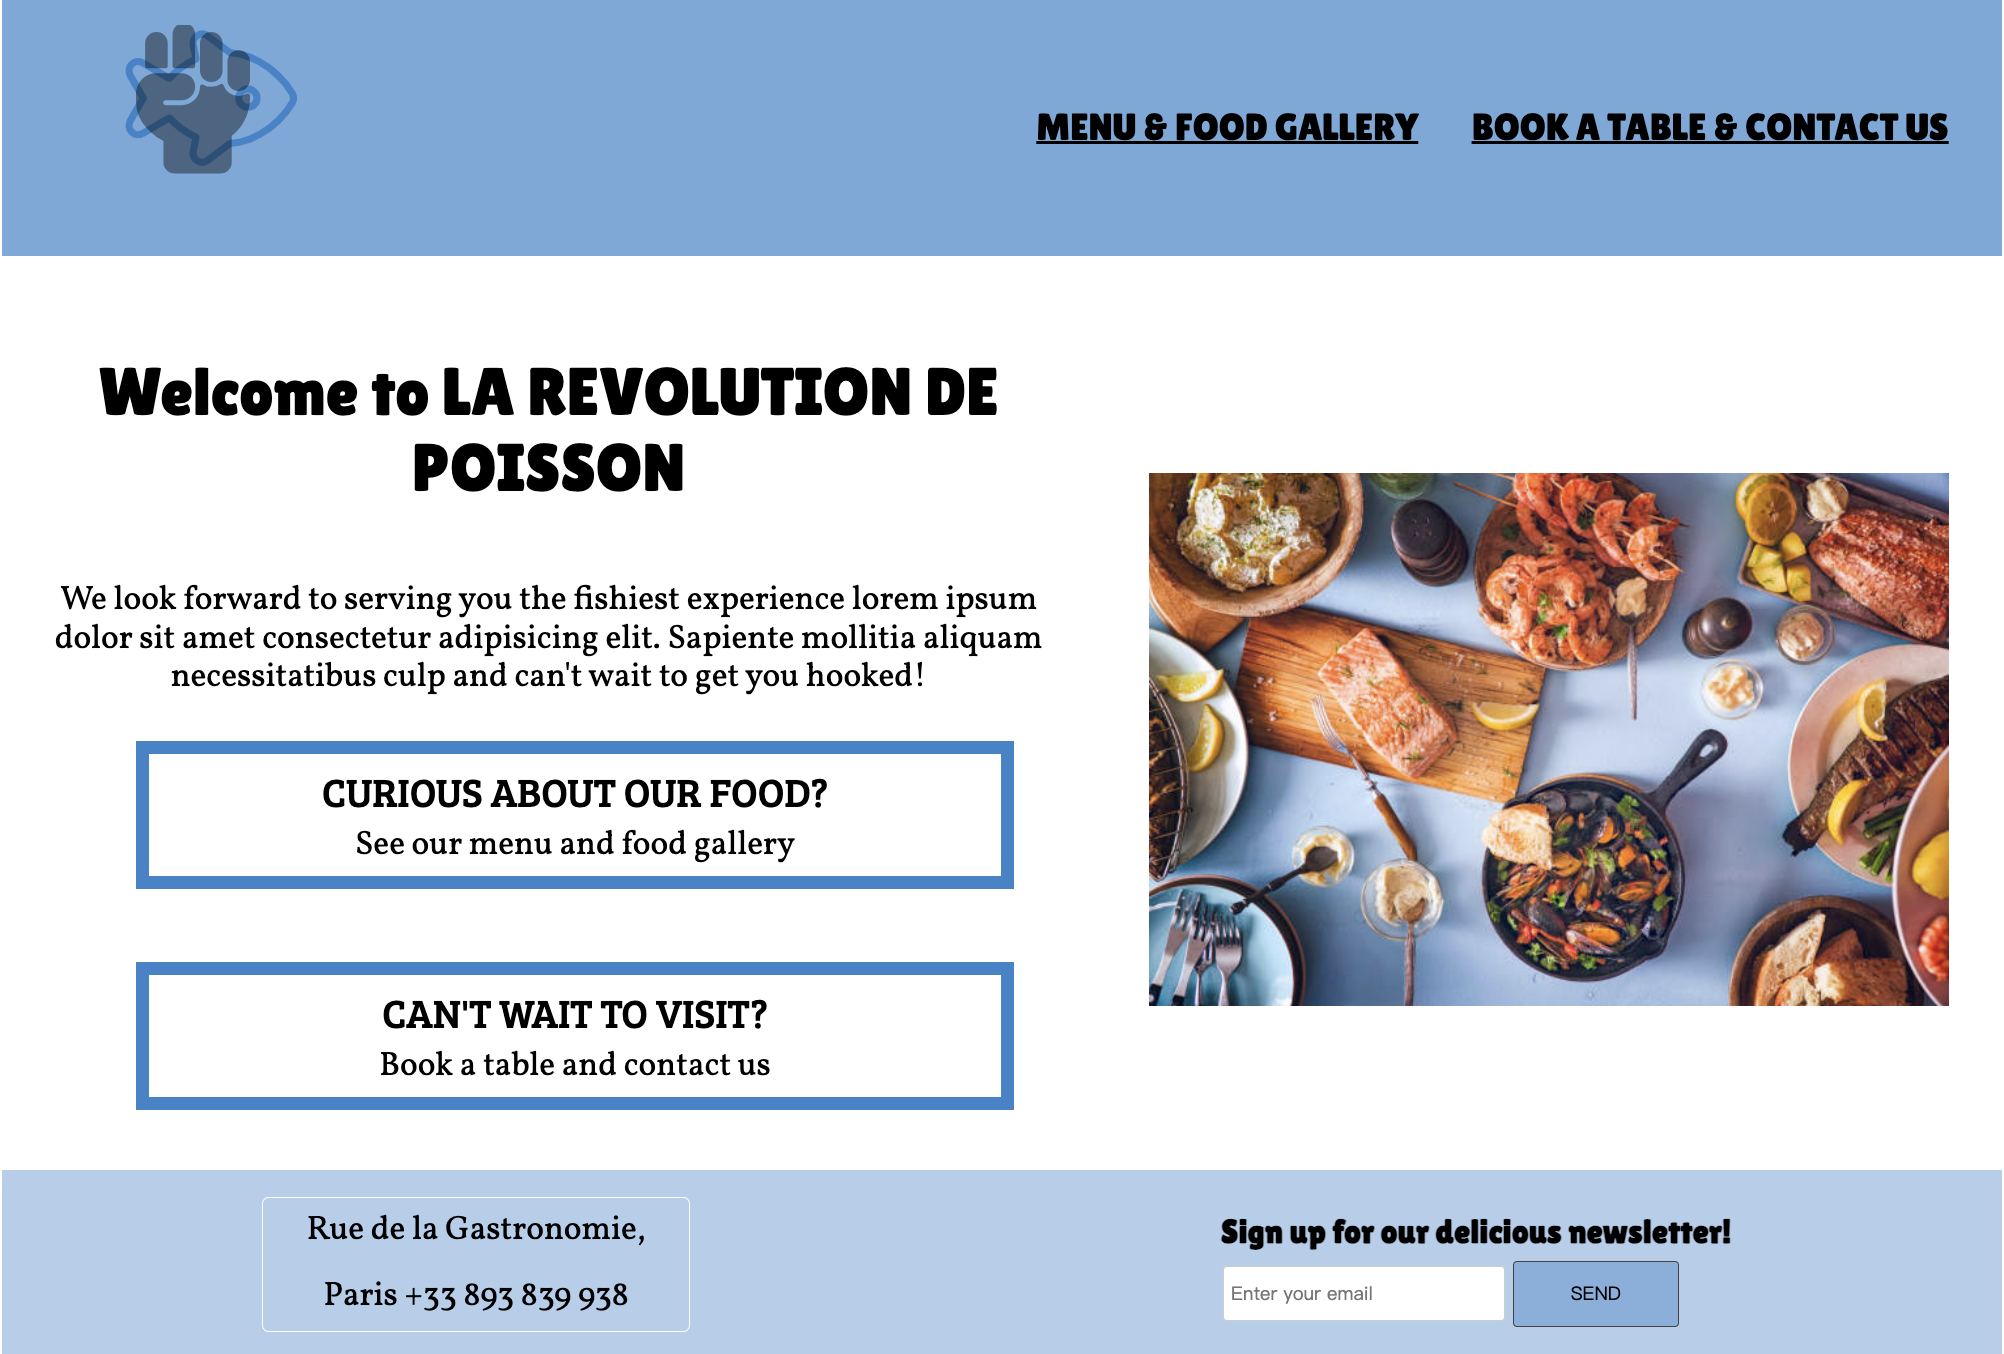 MENU & FOOD GALLERY
BOOK A TABLE & CONTACT US
Welcome to LA REVOLUTION DE
POISSON
We look forward to serving you the fishiest experience lorem ipsum
dolor sit amet consectetur adipisicing elit. Sapiente mollitia aliquam
necessitatibus culp and can't wait to get you hooked!
CURIOUS ABOUT OUR FOOD?
See our menu and food gallery
CAN'T WAIT TO VISIT?
Book a table and contact us
Rue de la Gastronomie,
Paris +33 893 839 938
Sign up for our delicious newsletter!
Enter your email
SEND